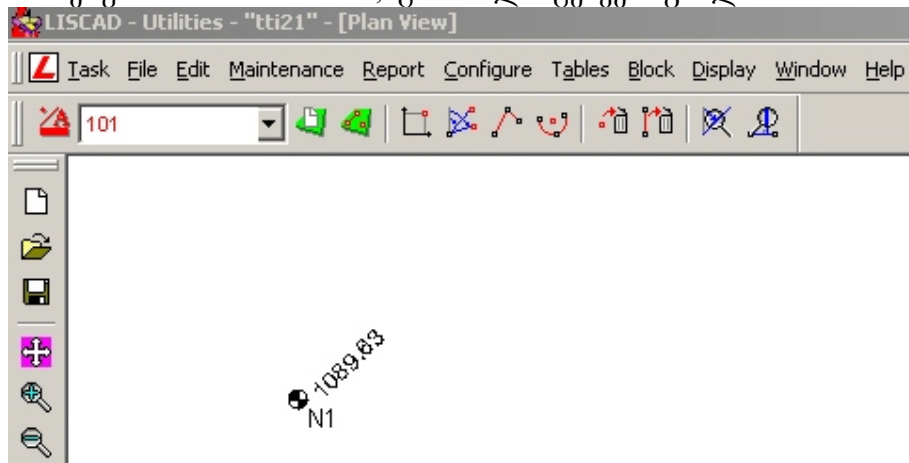 LISCAD - Utilities - "tti21" - [Plan View]
Task File Edit Maintenance Report Configure Tables Block Display Window Help
101
1089.63
N1